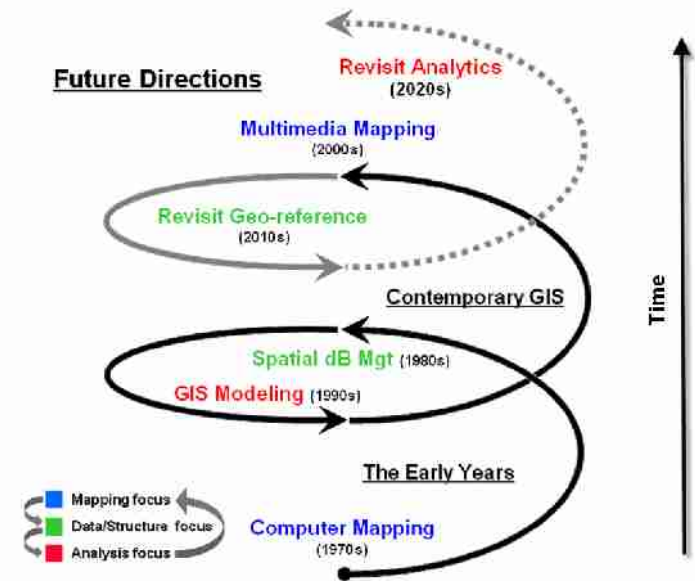 Future Directions
Revisit Analytics
(2020s)
Multimedia Mapping
(2000s)
Revisit Geo-reference
(2010s)
Contemporary GIS
Time
Spatial dB Mgt (1980s)
GIS Modeling (1990s)
The Early Years
Computer Mapping
(1970s)
Mapping focus
Data/Structure focus
Analysis focus